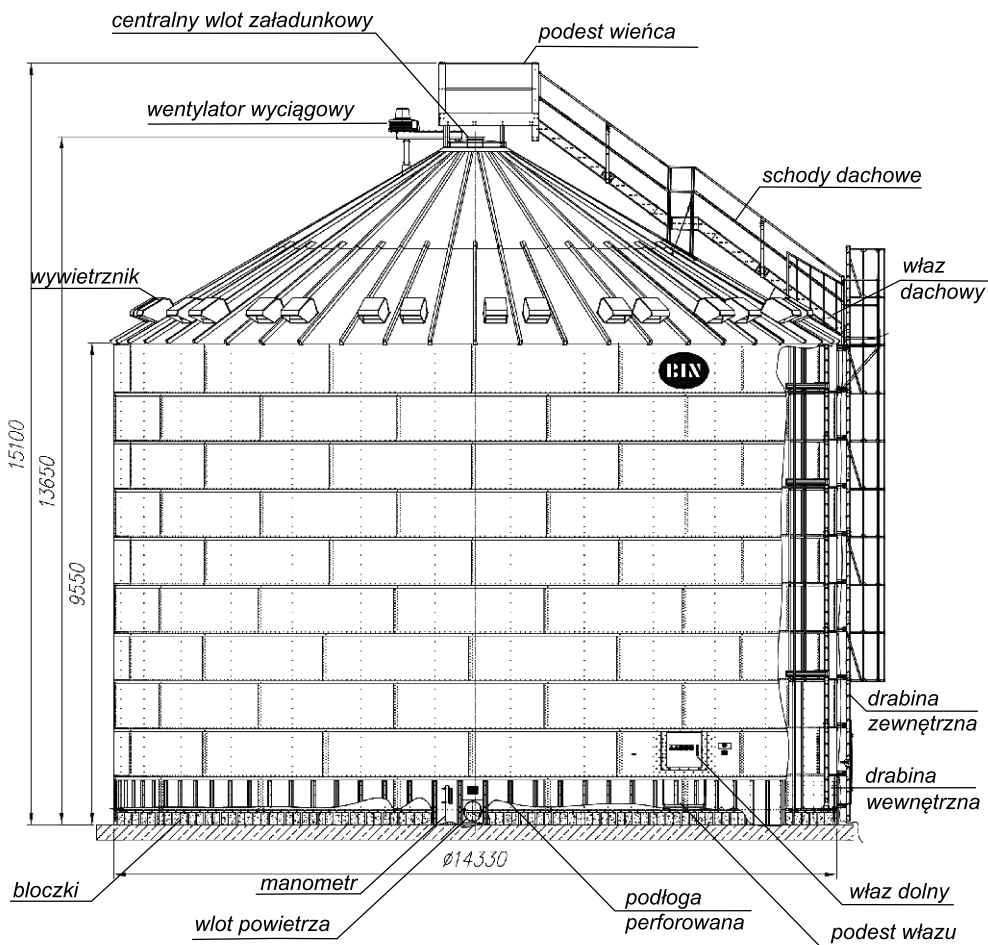 centralny wlot załadunkowy
podest wieńca
wentylator wyciągowy
schody dachowe
wywietrznik
właz
dachowy
BIN
15100
13650
9550
drabina
zewnętrzna
drabina
wewnętrzna
ø14330
bloczki
manometr
wlot powietrza
podłoga
perforowana
właz dolny
podest włazu